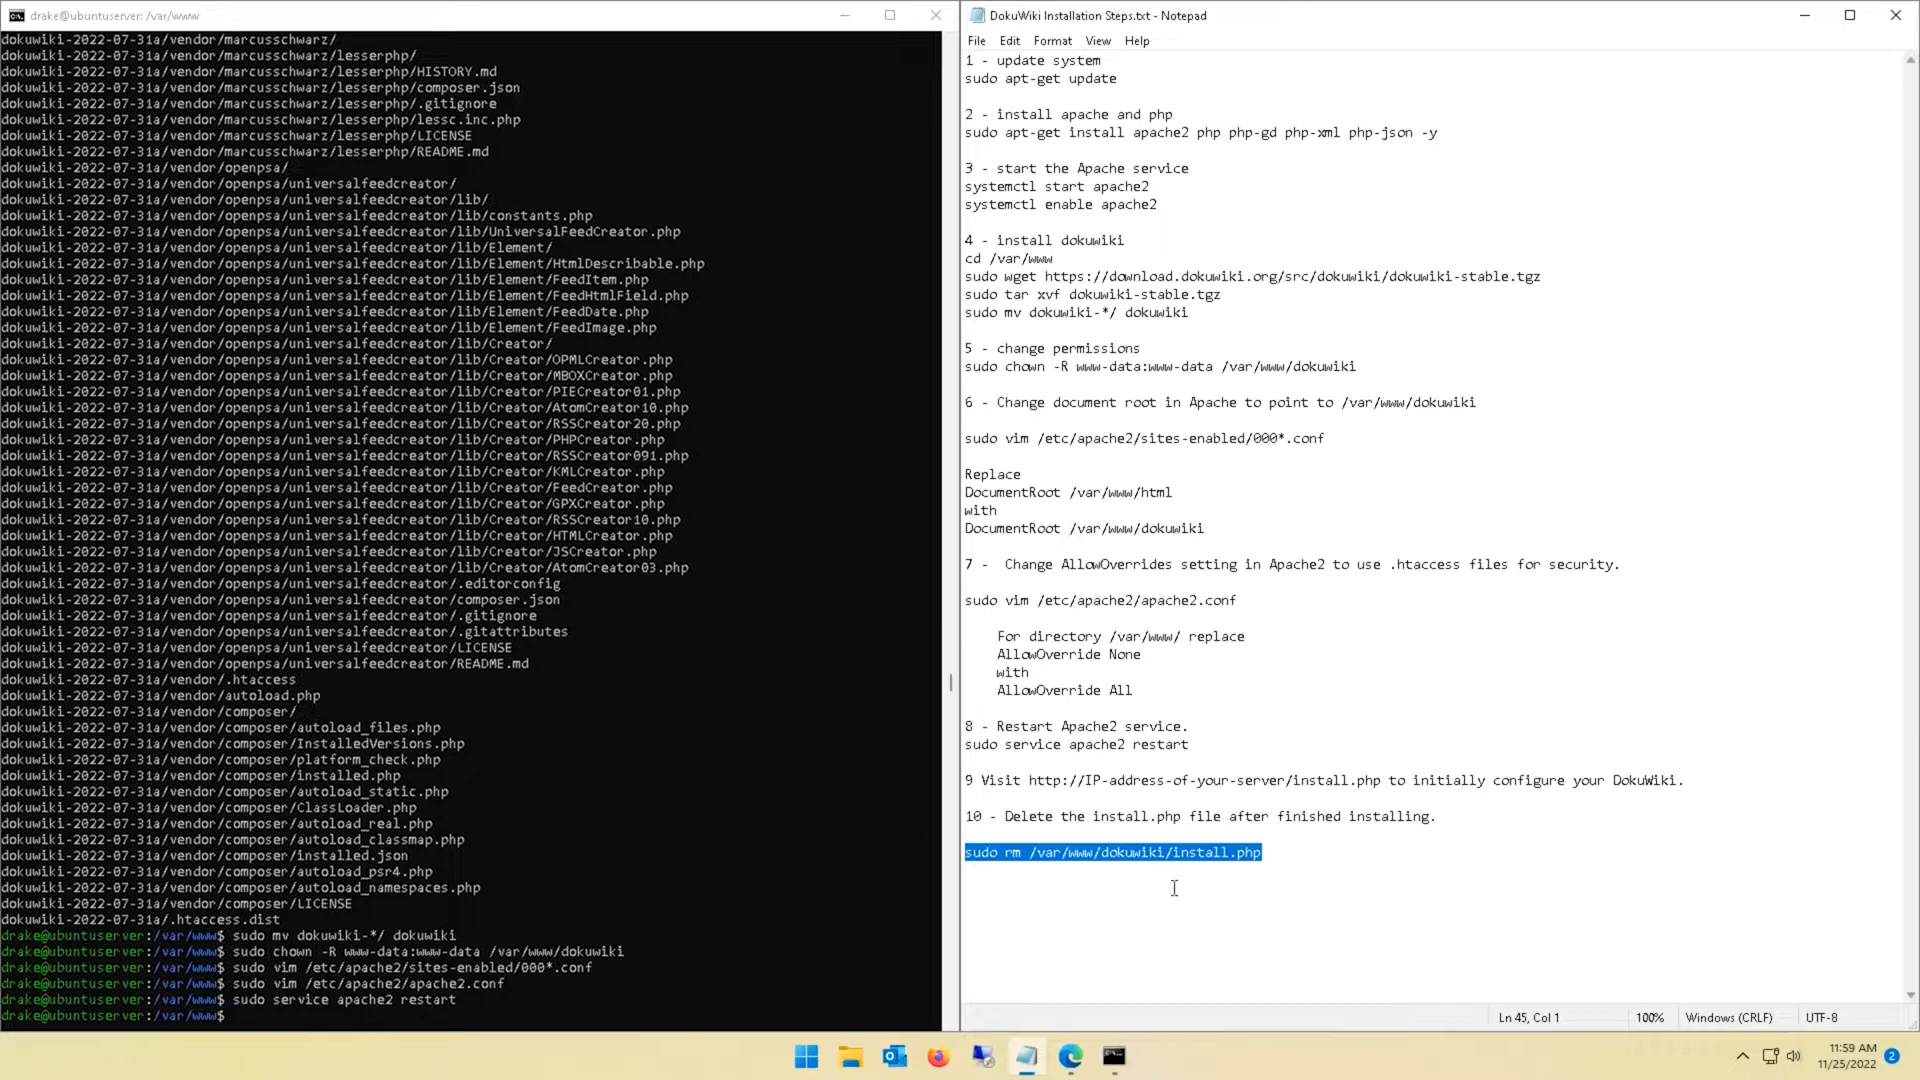 drake@ubuntuserver: /var/www
dokuwiki-2022-07-31a/vendor/marcusschwarz/
dokuwiki-2022-07-31a/vendor/marcusschwarz/lesserphp/
dokuwiki-2022-07-31a/vendor/marcusschwarz/lesserphp/HISTORY.md
dokuwiki-2022-07-31a/vendor/marcusschwarz/lesserphp/composer.json
dokuwiki-2022-07-31a/vendor/marcusschwarz/lesserphp/.gitignore
dokuwiki-2022-07-31a/vendor/marcusschwarz/lesserphp/lessc.inc.php
dokuwiki-2022-07-31a/vendor/marcusschwarz/lesserphp/LICENSE
dokuwiki-2022-07-31a/vendor/marcusschwarz/lesserphp/README.md
dokuwiki-2022-07-31a/vendor/openpsa/
dokuwiki-2022-07-31a/vendor/openpsa/universalfeedcreator/
dokuwiki-2022-07-31a/vendor/openpsa/universalfeedcreator/lib/
dokuwiki-2022-07-31a/vendor/openpsa/universalfeedcreator/lib/constants.php
dokuwiki-2022-07-31a/vendor/openpsa/universalfeedcreator/lib/UniversalFeedCreator.php
dokuwiki-2022-07-31a/vendor/openpsa/universalfeedcreator/lib/Element/
dokuwiki-2022-07-31a/vendor/openpsa/universalfeedcreator/lib/Element/HtmlDescribable.php
dokuwiki-2022-07-31a/vendor/openpsa/universalfeedcreator/lib/Element/FeedItem.php
dokuwiki-2022-07-31a/vendor/openpsa/universalfeedcreator/lib/Element/FeedHtmlField.php
dokuwiki-2022-07-31a/vendor/openpsa/universalfeedcreator/lib/Element/FeedDate.php
dokuwiki-2022-07-31a/vendor/openpsa/universalfeedcreator/lib/Element/FeedImage.php
dokuwiki-2022-07-31a/vendor/openpsa/universalfeedcreator/lib/Creator/
dokuwiki-2022-07-31a/vendor/openpsa/universalfeedcreator/lib/Creator/OPMLCreator.php
dokuwiki-2022-07-31a/vendor/openpsa/universalfeedcreator/lib/Creator/MBOXCreator.php
dokuwiki-2022-07-31a/vendor/openpsa/universalfeedcreator/lib/Creator/PIECreator01.php
dokuwiki-2022-07-31a/vendor/openpsa/universalfeedcreator/lib/Creator/AtomCreator10.php
dokuwiki-2022-07-31a/vendor/openpsa/universalfeedcreator/lib/Creator/RSSCreator20.php
dokuwiki-2022-07-31a/vendor/openpsa/universalfeedcreator/lib/Creator/PHPCreator.php
dokuwiki-2022-07-31a/vendor/openpsa/universalfeedcreator/lib/Creator/RSSCreator091.php
dokuwiki-2022-07-31a/vendor/openpsa/universalfeedcreator/lib/Creator/KMLCreator.php
dokuwiki-2022-07-31a/vendor/openpsa/universalfeedcreator/lib/Creator/FeedCreator.php
dokuwiki-2022-07-31a/vendor/openpsa/universalfeedcreator/lib/Creator/GPXCreator.php
dokuwiki-2022-07-31a/vendor/openpsa/universalfeedcreator/lib/Creator/RSSCreator10.php
dokuwiki-2022-07-31a/vendor/openpsa/universalfeedcreator/lib/Creator/HTMLCreator.php
dokuwiki-2022-07-31a/vendor/openpsa/universalfeedcreator/lib/Creator/JSCreator.php
dokuwiki-2022-07-31a/vendor/openpsa/universalfeedcreator/lib/Creator/AtomCreator03.php
dokuwiki-2022-07-31a/vendor/openpsa/universalfeedcreator/.editorconfig
dokuwiki-2022-07-31a/vendor/openpsa/universalfeedcreator/composer.json
dokuwiki-2022-07-31a/vendor/openpsa/universalfeedcreator/.gitignore
dokuwiki-2022-07-31a/vendor/openpsa/universalfeedcreator/.gitattributes
dokuwiki-2022-07-31a/vendor/openpsa/universalfeedcreator/LICENSE
dokuwiki-2022-07-31a/vendor/openpsa/universalfeedcreator/README.md
dokuwiki-2022-07-31a/vendor/.htaccess
dokuwiki-2022-07-31a/vendor/autoload.php
dokuwiki-2022-07-31a/vendor/composer/
dokuwiki-2022-07-31a/vendor/composer/autoload_files.php
dokuwiki-2022-07-31a/vendor/composer/InstalledVersions.php
dokuwiki-2022-07-31a/vendor/composer/platform_check.php
dokuwiki-2022-07-31a/vendor/composer/installed.php
dokuwiki-2022-07-31a/vendor/composer/autoload_static.php
dokuwiki-2022-07-31a/vendor/composer/ClassLoader.php
dokuwiki-2022-07-31a/vendor/composer/autoload_real.php
dokuwiki-2022-07-31a/vendor/composer/autoload_classmap.php
dokuwiki-2022-07-31a/vendor/composer/installed.json
dokuwiki-2022-07-31a/vendor/composer/autoload_psr4.php
dokuwiki-2022-07-31a/vendor/composer/autoload_namespaces.php
dokuwiki-2022-07-31a/vendor/composer/LICENSE
dokuwiki-2022-07-31a/.htaccess.dist
drake@ubuntuserver:/var/www$ sudo mv dokuwiki-*/ dokuwiki
drake@ubuntuserver:/var/www$ sudo chown -R www-data:www-data /var/www/dokuwiki
drake@ubuntuserver:/var/www$ sudo vim /etc/apache2/sites-enabled/000*.conf
drake@ubuntuserver:/var/www$ sudo vim /etc/apache2/apache2.conf
drake@ubuntuserver:/var/www$ sudo service apache2 restart
drake@ubuntuserver:/var/www$
DokuWiki Installation Steps.txt - Notepad
File Edit Format View Help
1 - update system
sudo apt-get update
2 - install apache and php
sudo apt-get install apache2 php php-gd php-xml php-json -y
3 - start the Apache service
systemctl start apache2
systemctl enable apache2
4 - install dokuwiki
cd /var/www
sudo wget https://download.dokuwiki.org/src/dokuwiki/dokuwiki-stable.tgz
sudo tar xvf dokuwiki-stable.tgz
sudo mv dokuwiki-*/ dokuwiki
5 - change permissions
sudo chown -R www-data:www-data /var/www/dokuwiki
6 - Change document root in Apache to point to /var/www/dokuwiki
sudo vim /etc/apache2/sites-enabled/000*.conf
Replace
DocumentRoot /var/www/html
with
DocumentRoot /var/www/dokuwiki
7 -  Change AllowOverrides setting in Apache2 to use .htaccess files for security.
sudo vim /etc/apache2/apache2.conf
For directory /var/www/ replace
AllowOverride None
with
AllowOverride All
8 - Restart Apache2 service.
sudo service apache2 restart
9 Visit http://IP-address-of-your-server/install.php to initially configure your DokuWiki.
10 - Delete the install.php file after finished installing.
sudo rm /var/www/dokuwiki/install.php
Ln 45, Col 1 100% Windows (CRLF) UTF-8
11:59 AM
11/25/2022
2